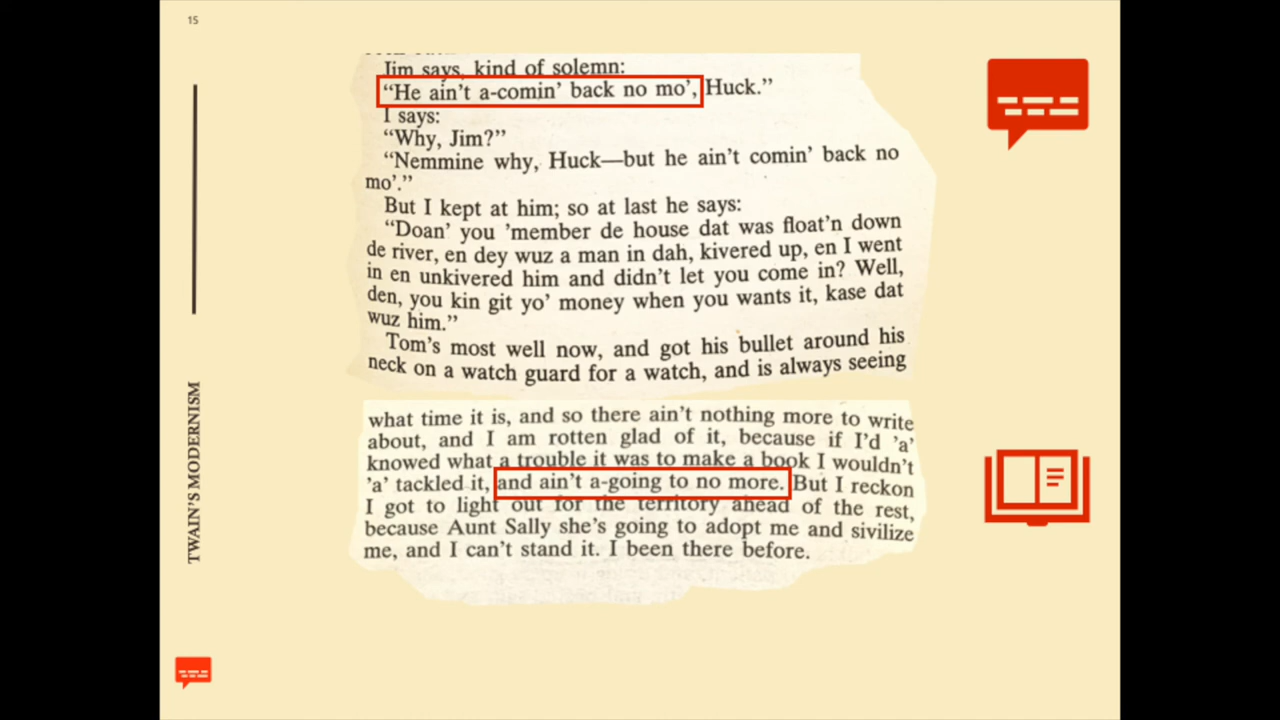 15
Jim says, kind of solemn:
“He ain’t a-comin’ back no mo’, Huck.”
I says:
“Why, Jim?”
“Nemmine why, Huck—but he ain’t comin’ back no
mo’.”
But I kept at him; so at last he says:
“Doan’ you ’member de house dat was float’n down
de river, en dey wuz a man in dah, kivered up, en I went
in en unkivered him and didn’t let you come in? Well,
den, you kin git yo’ money when you wants it, kase dat
wuz him.”
Tom’s most well now, and got his bullet around his
neck on a watch guard for a watch, and is always seeing
what time it is, and so there ain’t nothing more to write
about, and I am rotten glad of it, because if I’d ’a’
knowed what a trouble it was to make a book I wouldn’t
’a’ tackled it, and ain’t a-going to no more. But I reckon
I got to light out for the territory ahead of the rest,
because Aunt Sally she’s going to adopt me and sivilize
me, and I can’t stand it. I been there before.
TWAIN’S MODERNISM